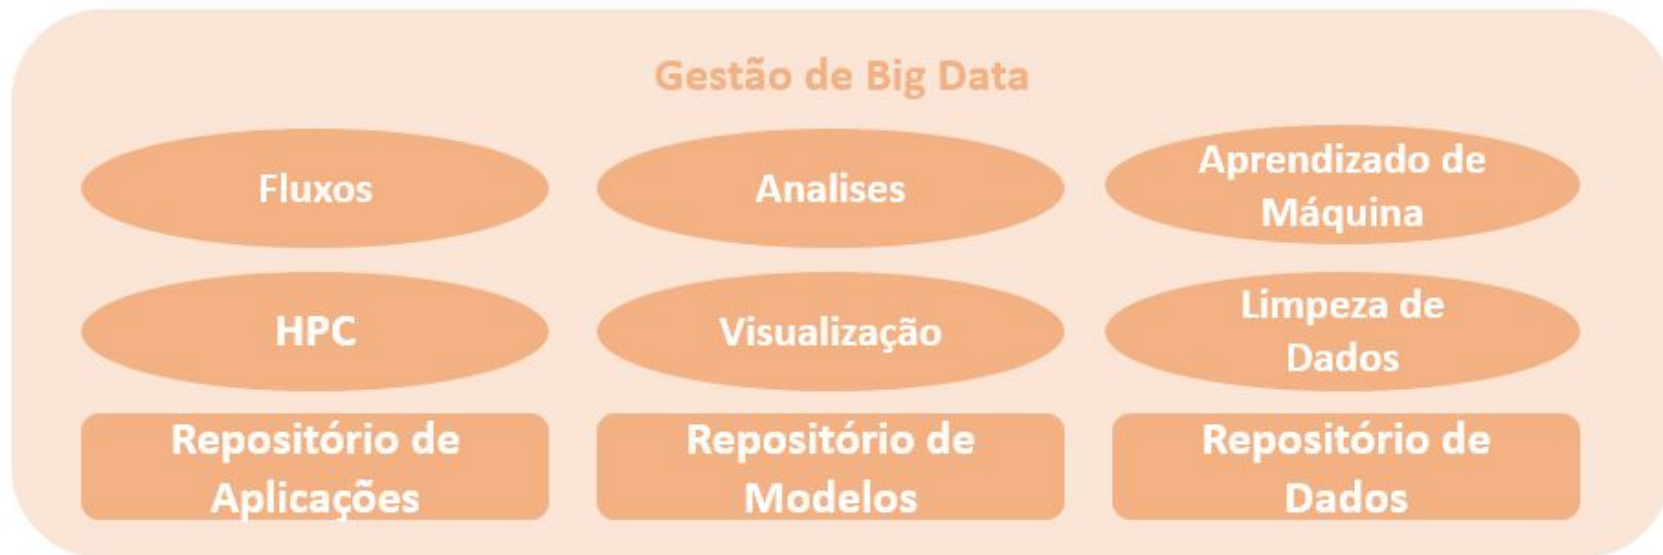 Gestão de Big Data
Fluxos
Analises
Aprendizado de
Máquina
HPC
Visualização
Limpeza de
Dados
Repositório de
Aplicações
Repositório de
Modelos
Repositório de
Dados